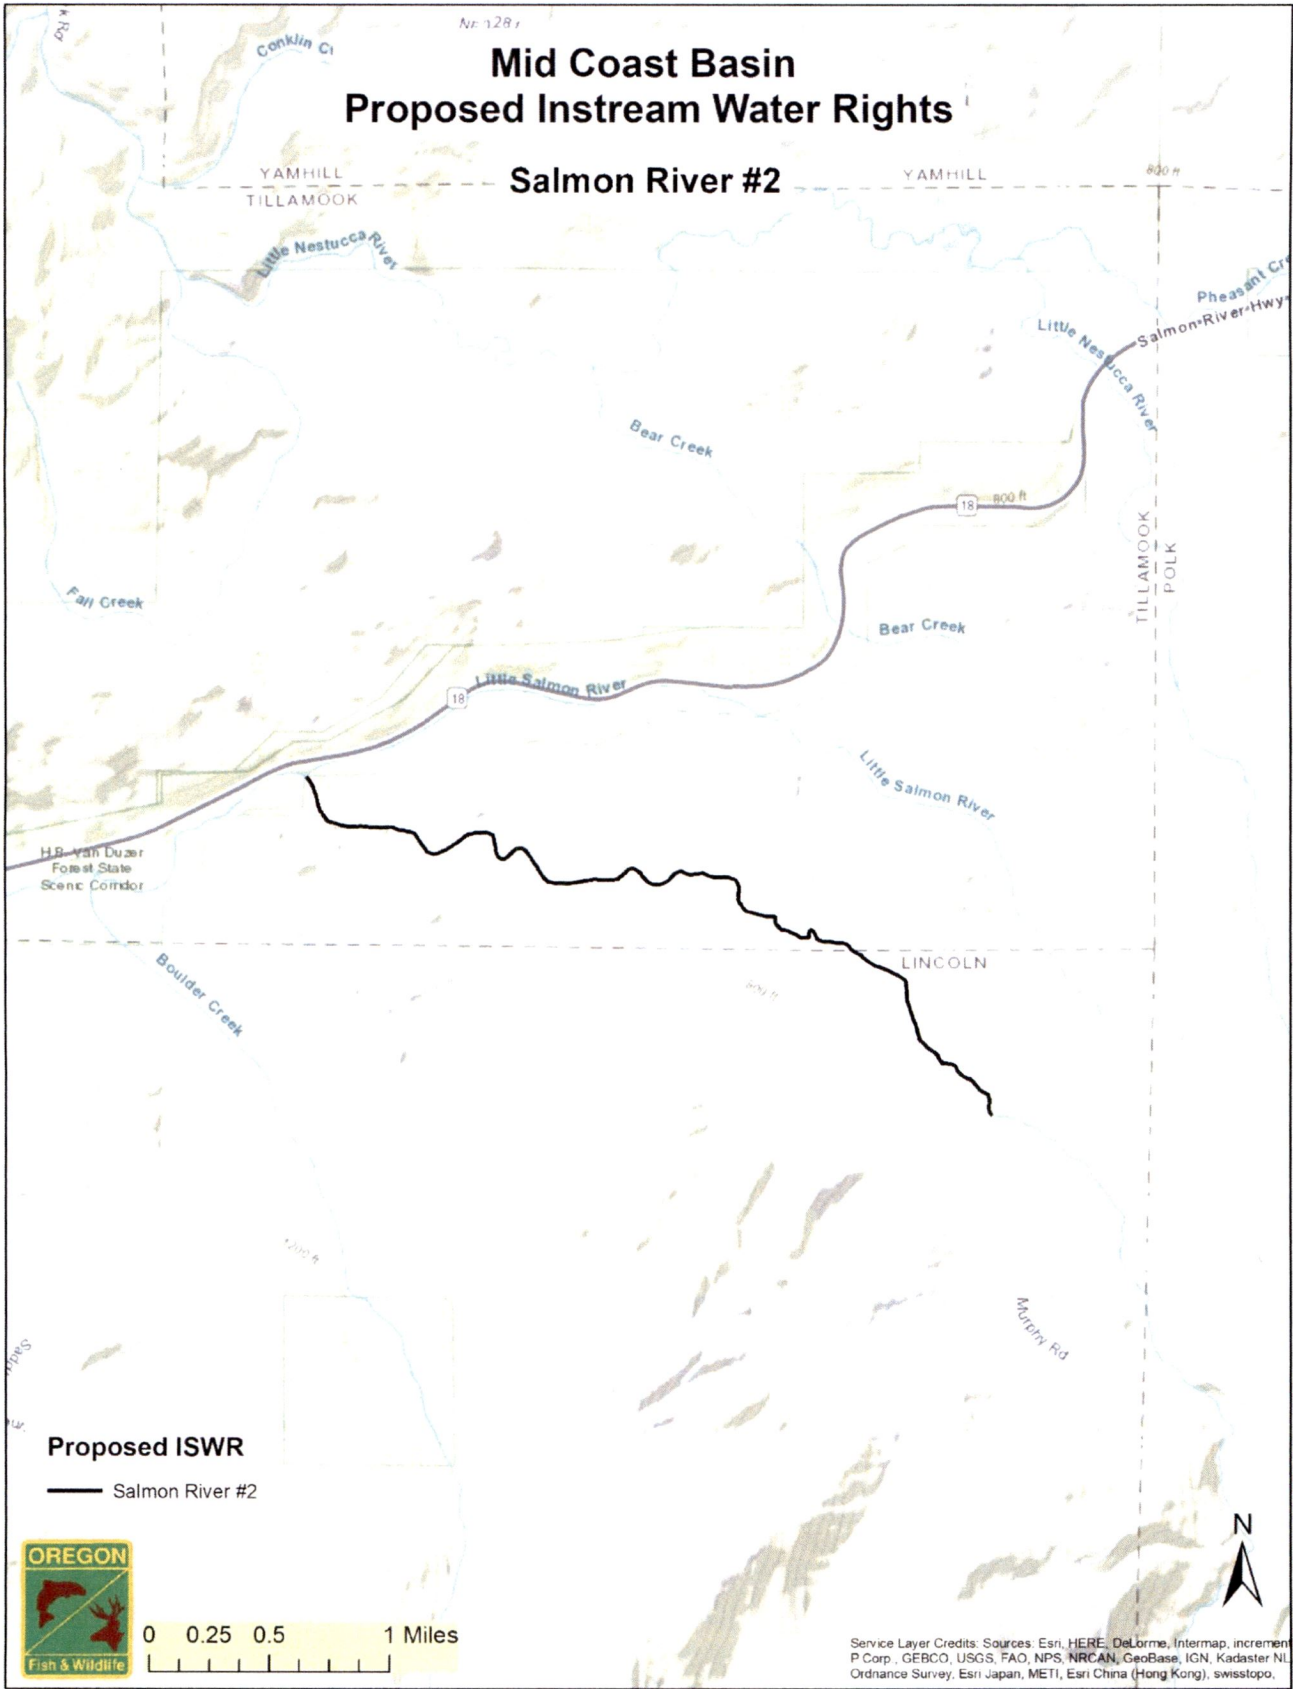 Mid Coast Basin
Proposed Instream Water Rights
Salmon River #2
YAMHILL
TILLAMOOK
YAMHILL
800 ft
Little Nestucca River
Pheasant Cre
Salmon River Hwy
Little Nestucca River
Bear Creek
18
800 ft
TILLAMOOK
POLK
Fall Creek
Bear Creek
18
Little Salmon River
Little Salmon River
H.B. Van Duzer
Forest State
Scenic Corridor
LINCOLN
Boulder Creek
800 ft
1200 ft
Murphy Rd
Proposed ISWR
Salmon River #2
N
OREGON
Fish & Wildlife
0 0.25 0.5 1 Miles
Service Layer Credits: Sources: Esri, HERE, DeLorme, Intermap, increment
P Corp., GEBCO, USGS, FAO, NPS, NRCAN, GeoBase, IGN, Kadaster NL
Ordnance Survey, Esri Japan, METI, Esri China (Hong Kong), swisstopo,